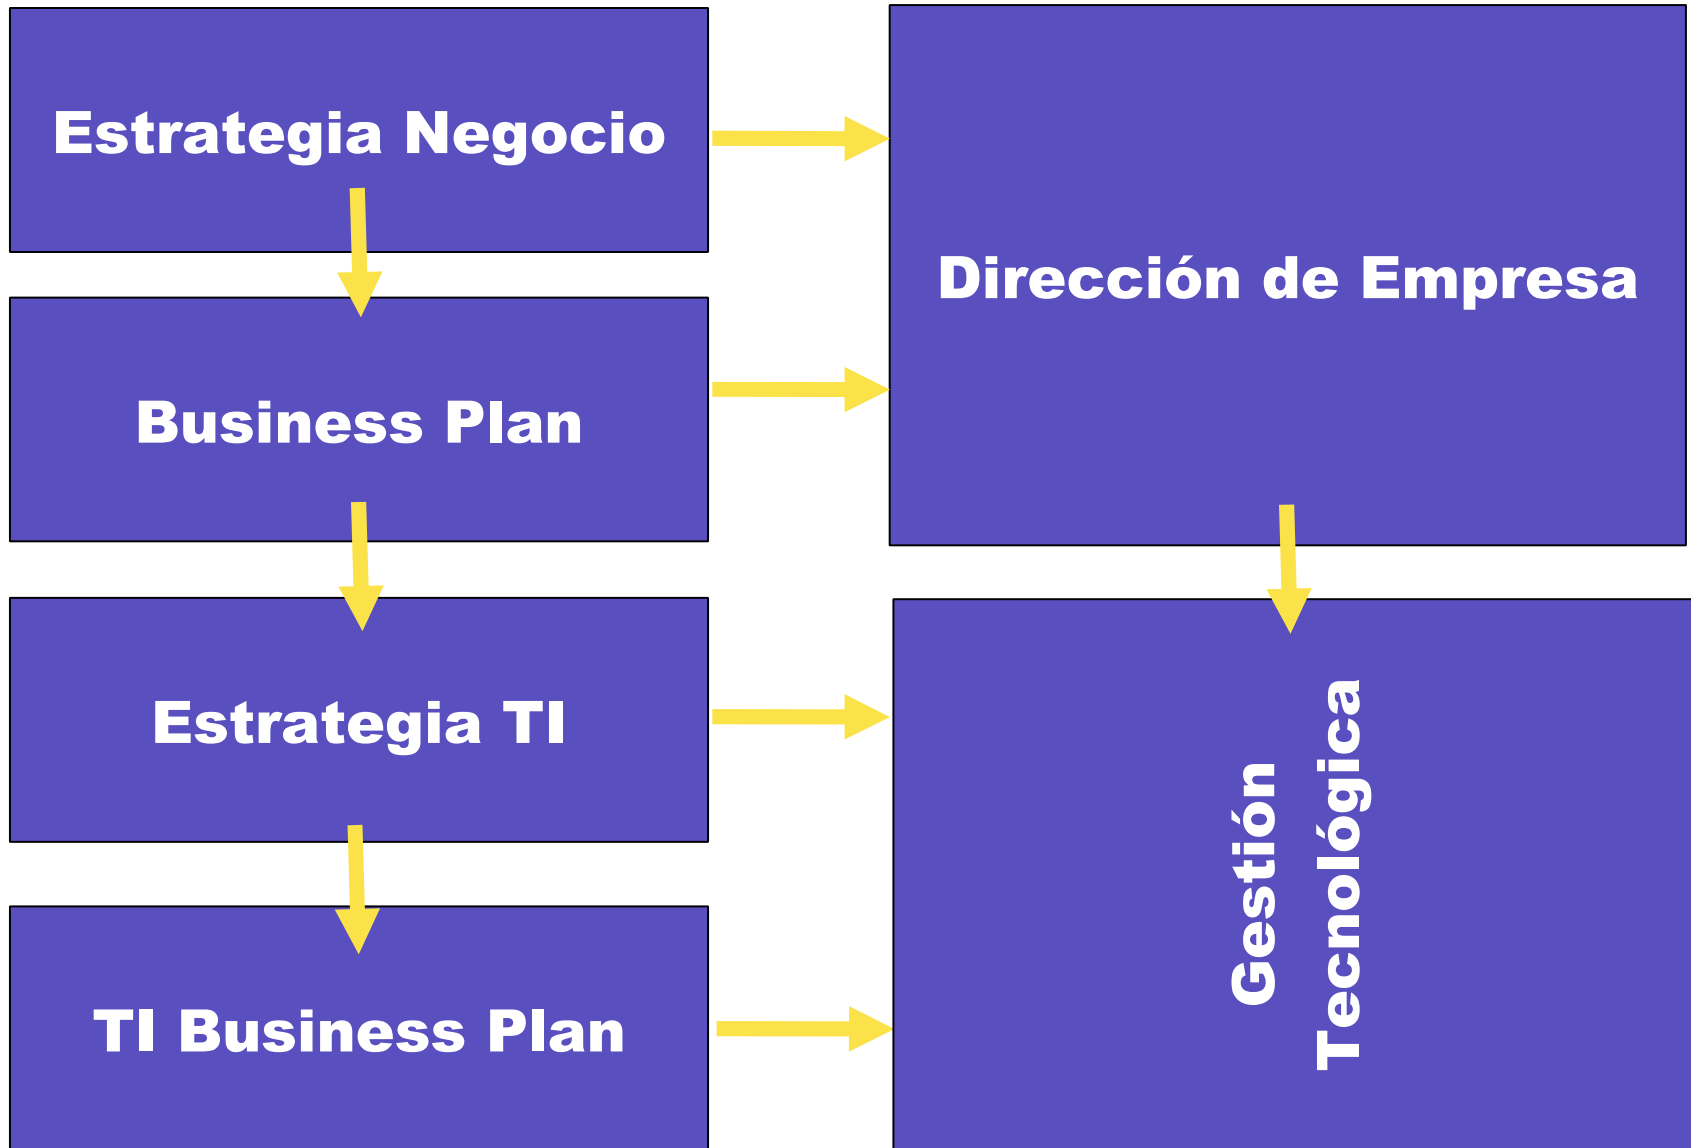 Estrategia Negocio
Dirección de Empresa
Business Plan
Estrategia TI
Gestión
Tecnológica
TI Business Plan